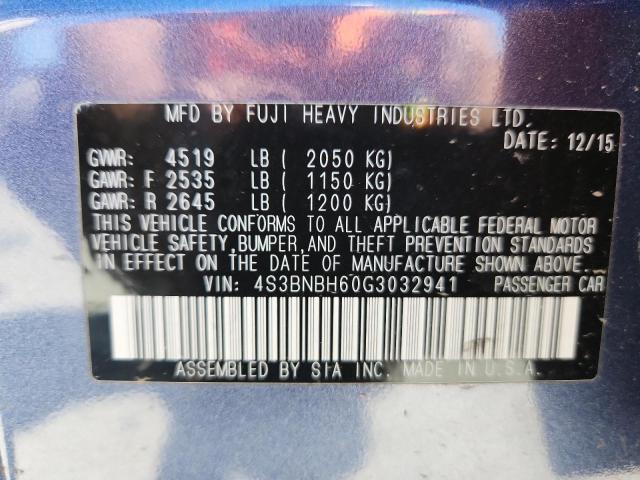 MFD BY FUJI HEAVY INDUSTRIES LTD.
DATE: 12/15
GVWR: 4519 LB ( 2050 KG)
GAWR: F 2535 LB ( 1150 KG)
GAWR: R 2645 LB ( 1200 KG)
THIS VEHICLE CONFORMS TO ALL APPLICABLE FEDERAL MOTOR
VEHICLE SAFETY, BUMPER, AND THEFT PREVENTION STANDARDS
IN EFFECT ON THE DATE OF MANUFACTURE SHOWN ABOVE.
VIN: 4S3BNBH60G3032941 PASSENGER CAR
ASSEMBLED BY SIA INC. MADE IN U.S.A.